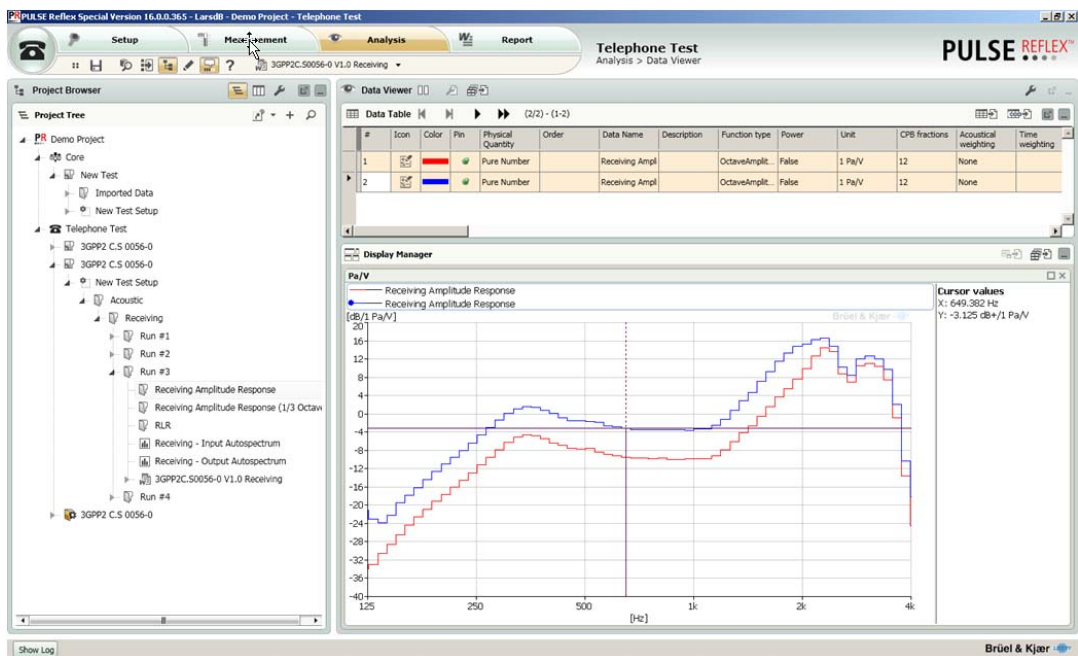 PULSE Reflex Special Version 16.0.0.365 - LarsdB - Demo Project - Telephone Test
Setup
Measurement
Analysis
Report
Telephone Test
Analysis > Data Viewer
PULSE REFLEX™
3GPP2C.S0056-0 V1.0 Receiving
Project Browser
Project Tree
PR Demo Project
Core
New Test
Imported Data
New Test Setup
Telephone Test
3GPP2 C.S 0056-0
3GPP2 C.S 0056-0
New Test Setup
Acoustic
Receiving
Run #1
Run #2
Run #3
Receiving Amplitude Response
Receiving Amplitude Response (1/3 Octav
RLR
Receiving - Input Autospectrum
Receiving - Output Autospectrum
3GPP2C.S0056-0 V1.0 Receiving
Run #4
3GPP2 C.S 0056-0
Data Viewer
Data Table (2/2) - (1-2)
# Icon Color Pin Physical Quantity Order Data Name Description Function type Power Unit CPB fractions Acoustical weighting Time weighting
1 Pure Number Receiving Ampl OctaveAmplit... False 1 Pa/V 12 None
2 Pure Number Receiving Ampl OctaveAmplit... False 1 Pa/V 12 None
Display Manager
Pa/V
Receiving Amplitude Response
Receiving Amplitude Response
[dB/1 Pa/V]
Brüel & Kjær
Cursor values
X: 649.382 Hz
Y: -3.125 dB+/1 Pa/V
20
16
12
8
4
0
-4
-8
-12
-16
-20
-24
-28
-32
-36
-40
125 250 500 1k 2k 4k
[Hz]
Show Log
Brüel & Kjær